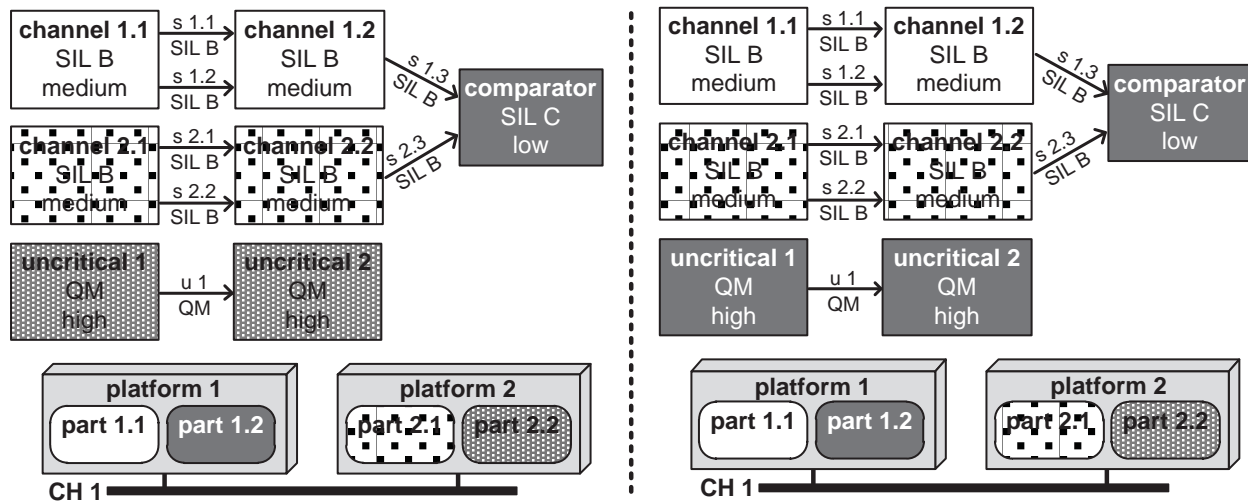 channel 1.1
SIL B
medium
s 1.1
SIL B
s 1.2
SIL B
channel 1.2
SIL B
medium
s 1.3
SIL B
comparator
SIL C
low
channel 2.1
SIL B
medium
s 2.1
SIL B
s 2.2
SIL B
channel 2.2
SIL B
medium
s 2.3
SIL B
uncritical 1
QM
high
u 1
QM
uncritical 2
QM
high
platform 1
part 1.1
part 1.2
platform 2
part 2.1
part 2.2
CH 1
channel 1.1
SIL B
medium
s 1.1
SIL B
s 1.2
SIL B
channel 1.2
SIL B
medium
s 1.3
SIL B
comparator
SIL C
low
channel 2.1
SIL B
medium
s 2.1
SIL B
s 2.2
SIL B
channel 2.2
SIL B
medium
s 2.3
SIL B
uncritical 1
QM
high
u 1
QM
uncritical 2
QM
high
platform 1
part 1.1
part 1.2
platform 2
part 2.1
part 2.2
CH 1